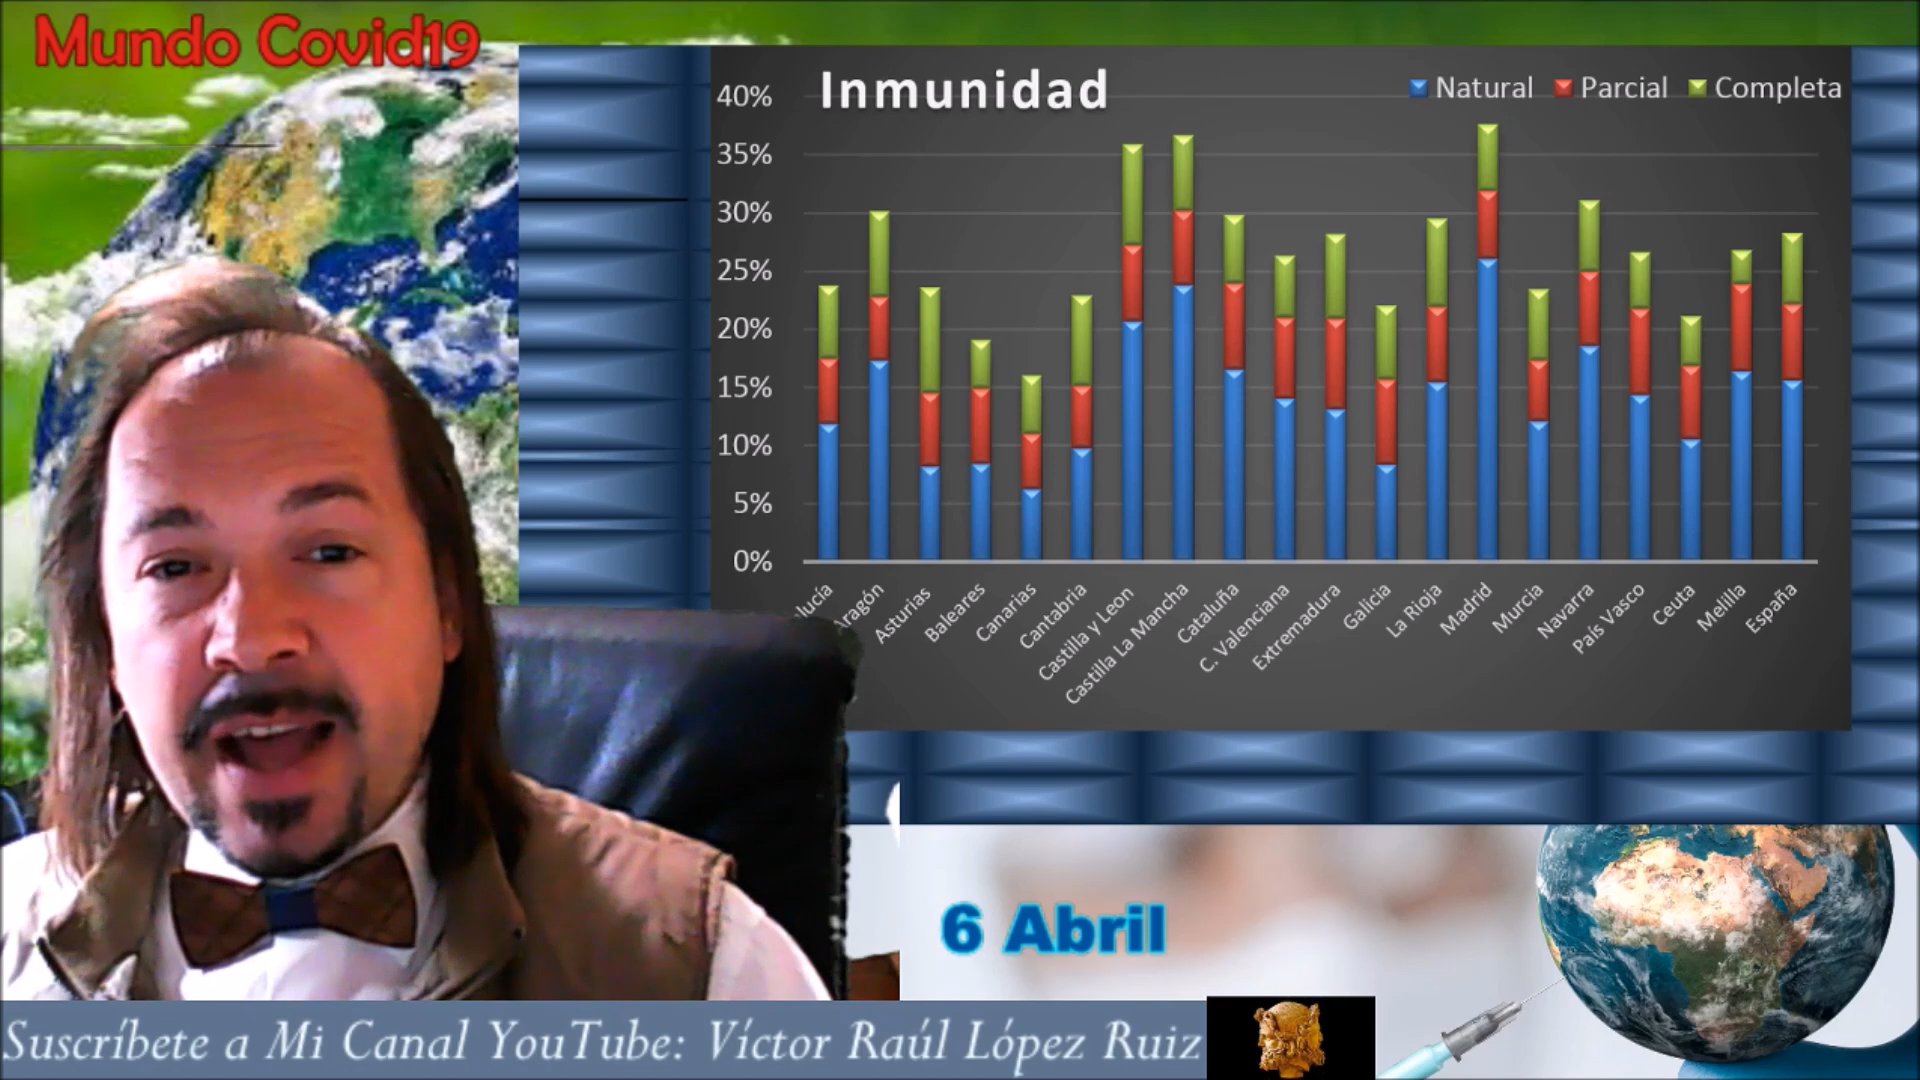 Mundo Covid19
Inmunidad
Natural Parcial Completa
40%
35%
30%
25%
20%
15%
10%
5%
0%
Asturias
Baleares
Canarias
Cantabria
Castilla y Leon
Castilla La Mancha
Cataluña
C. Valenciana
Extremadura
Galicia
La Rioja
Madrid
Murcia
Navarra
País Vasco
Ceuta
Melilla
España
6 Abril
Suscríbete a Mi Canal YouTube: Víctor Raúl López Ruiz